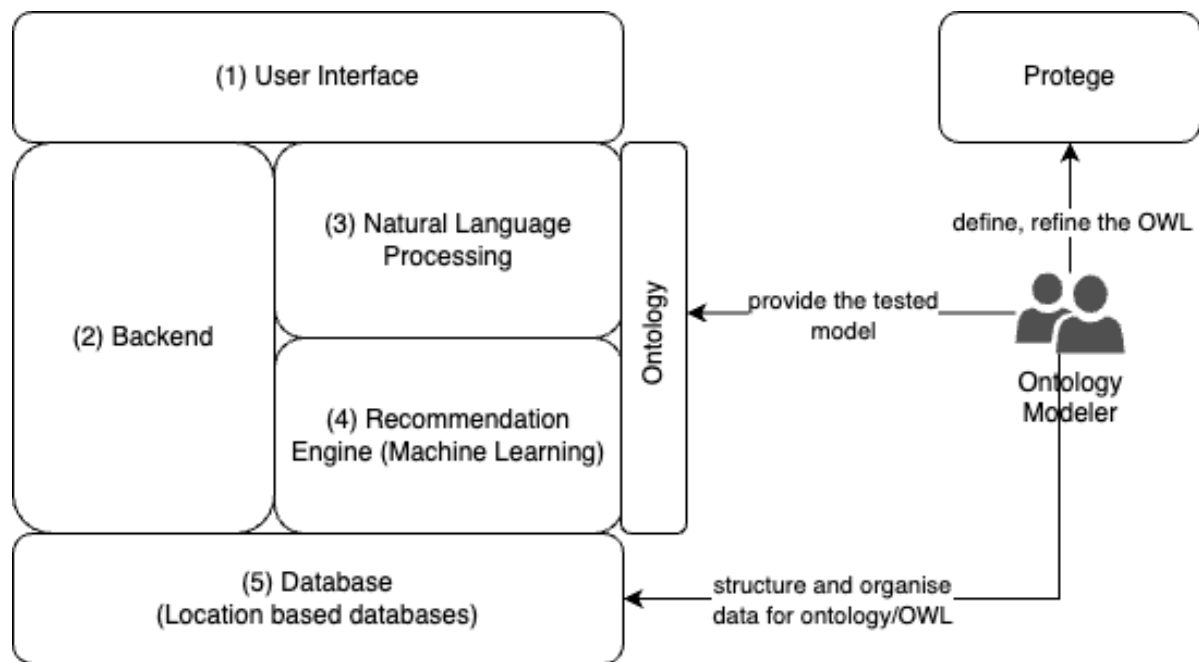 (1) User Interface
Protege
(2) Backend
(3) Natural Language
Processing
(4) Recommendation
Engine (Machine Learning)
Ontology
define, refine the OWL
provide the tested
model
Ontology
Modeler
(5) Database
(Location based databases)
structure and organise
data for ontology/OWL